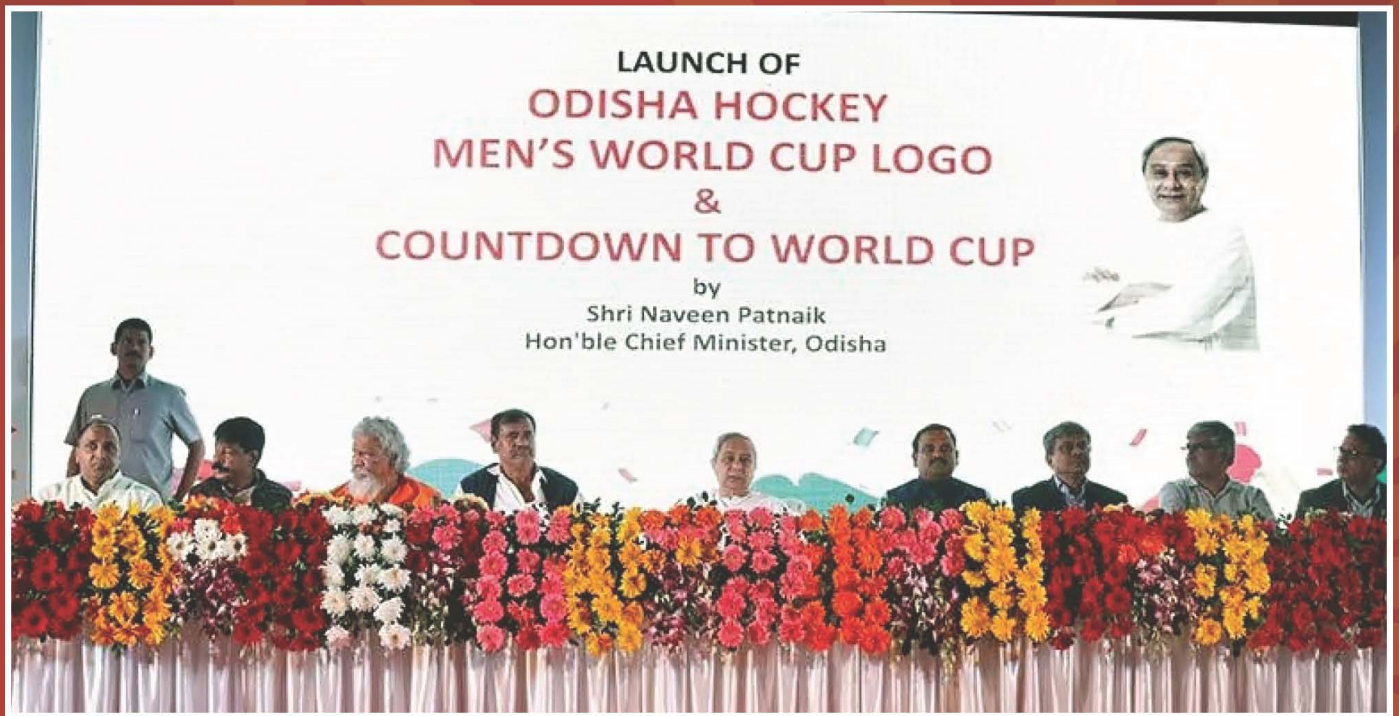 LAUNCH OF
ODISHA HOCKEY
MEN'S WORLD CUP LOGO
&
COUNTDOWN TO WORLD CUP
by
Shri Naveen Patnaik
Hon'ble Chief Minister, Odisha